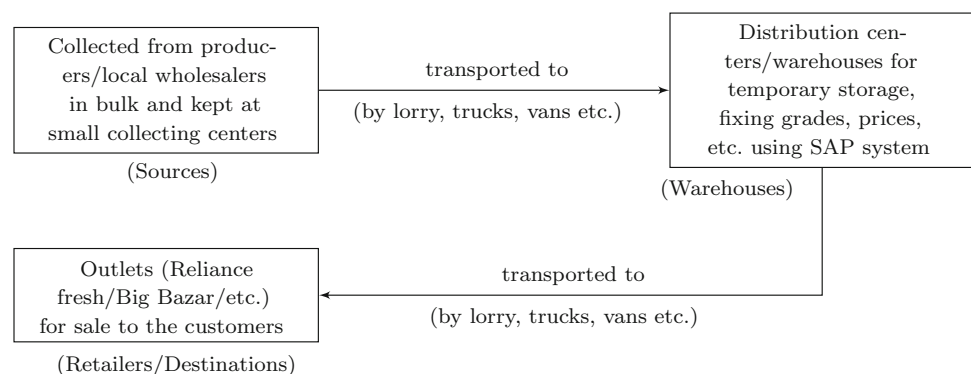 Collected from produc-
ers/local wholesalers
in bulk and kept at
small collecting centers
(Sources)
transported to
(by lorry, trucks, vans etc.)
Distribution cen-
ters/warehouses for
temporary storage,
fixing grades, prices,
etc. using SAP system
(Warehouses)
transported to
(by lorry, trucks, vans etc.)
Outlets (Reliance
fresh/Big Bazar/etc.)
for sale to the customers
(Retailers/Destinations)